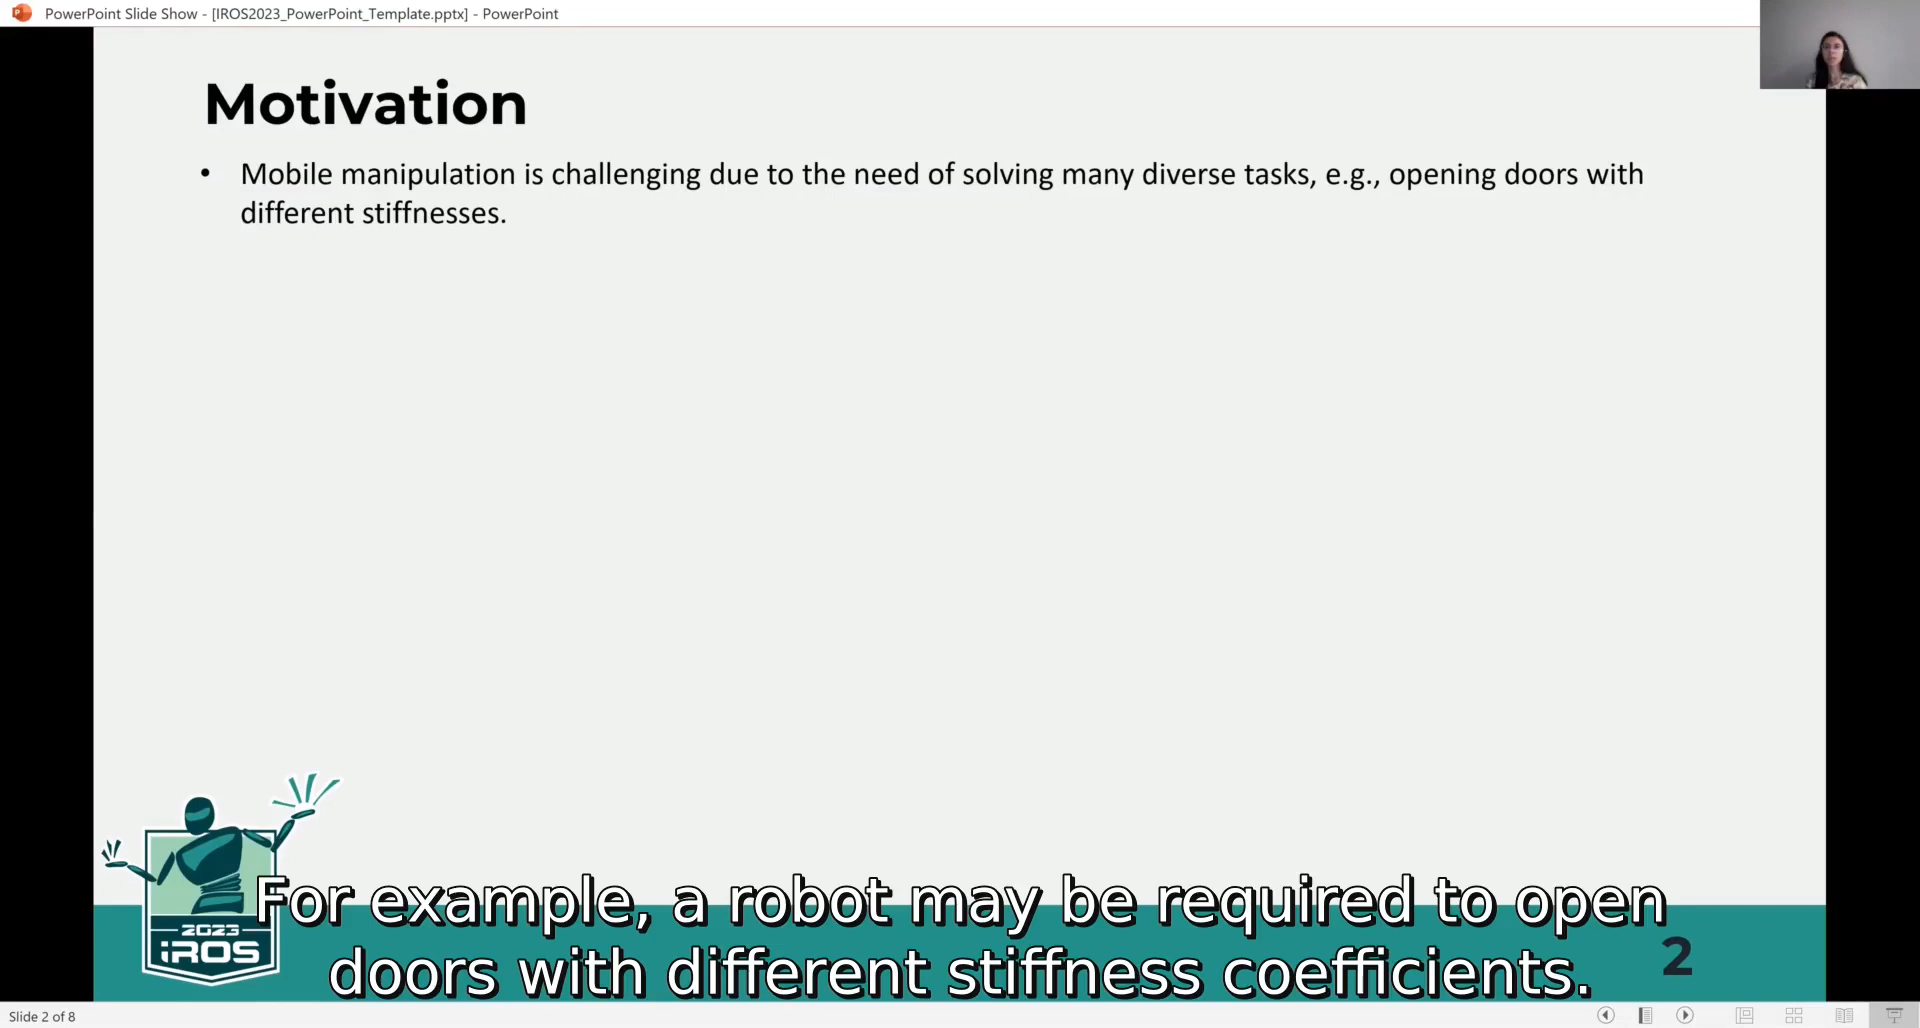 PowerPoint Slide Show - [IROS2023_PowerPoint_Template.pptx] - PowerPoint
Motivation
• Mobile manipulation is challenging due to the need of solving many diverse tasks, e.g., opening doors with
different stiffnesses.
2023
iROS
For example, a robot may be required to open
doors with different stiffness coefficients.
2
Slide 2 of 8